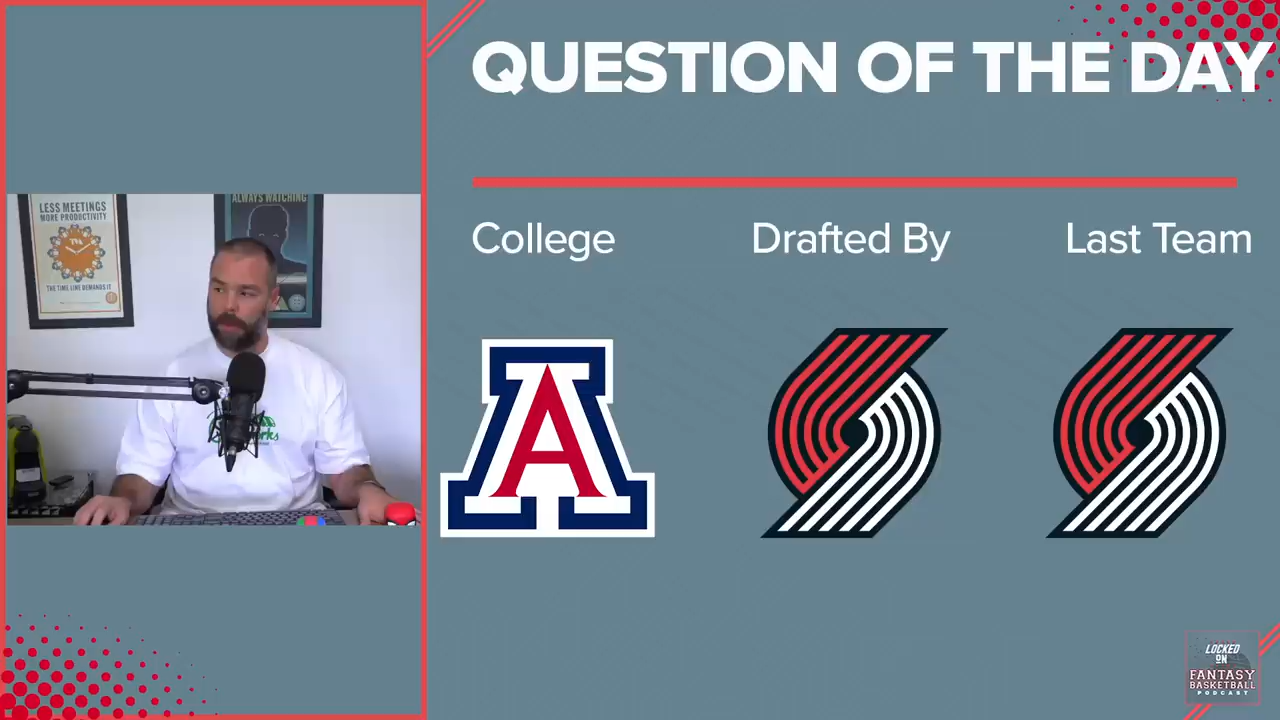 QUESTION OF THE DAY
College
Drafted By
Last Team
A
LESS MEETINGS
MORE PRODUCTIVITY
TVA
THE TIME LINE DEMANDS IT
ALWAYS WATCHING
LOCKED
ON
FANTASY
BASKETBALL
PODCAST